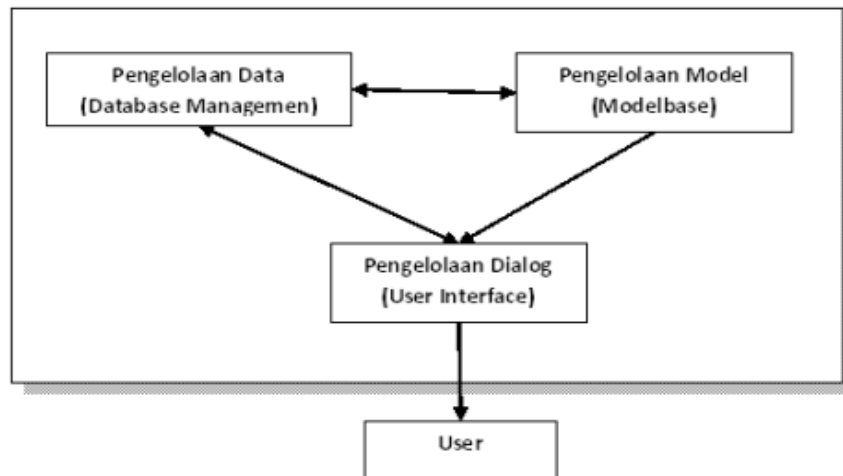 Pengelolaan Data
(Database Managemen)
Pengelolaan Model
(Modelbase)
Pengelolaan Dialog
(User Interface)
User